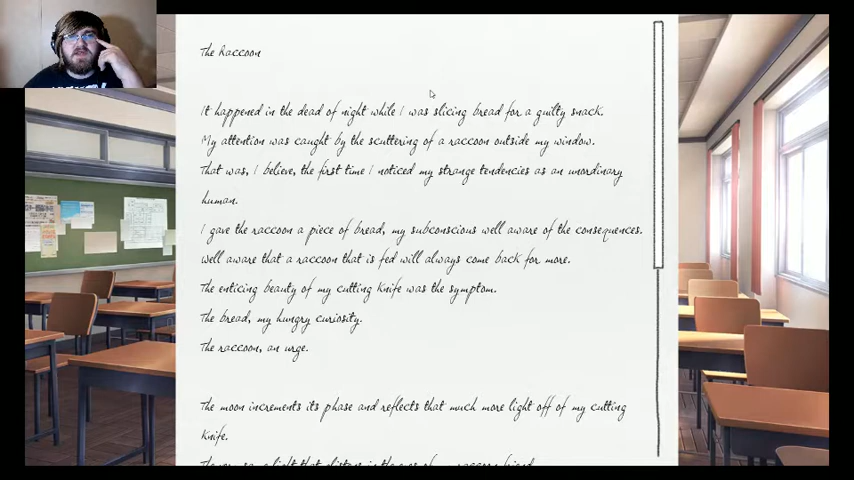 The Raccoon
It happened in the dead of night while I was slicing bread for a guilty snack.
My attention was caught by the scuttering of a raccoon outside my window.
That was, I believe, the first time I noticed my strange tendencies as an unordinary
human.
I gave the raccoon a piece of bread, my subconscious well aware of the consequences.
Well aware that a raccoon that is fed will always come back for more.
The enticing beauty of my cutting knife was the symptom.
The bread, my hungry curiosity.
The raccoon, an urge.
The moon increments its phase and reflects that much more light off of my cutting
knife.